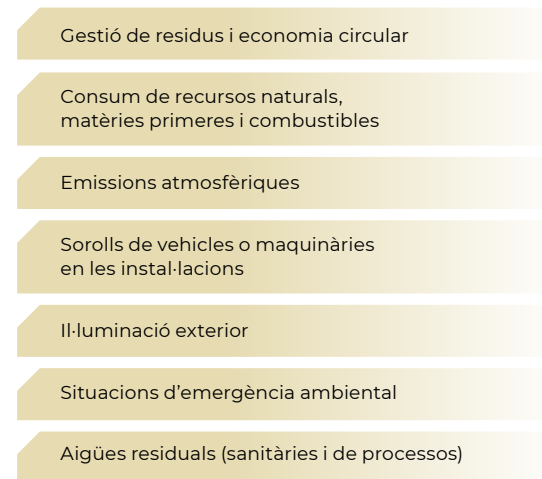 Gestió de residus i economia circular
Consum de recursos naturals,
matèries primeres i combustibles
Emissions atmosfèriques
Sorolls de vehicles o maquinàries
en les instal·lacions
Il·luminació exterior
Situacions d’emergència ambiental
Aigües residuals (sanitàries i de processos)